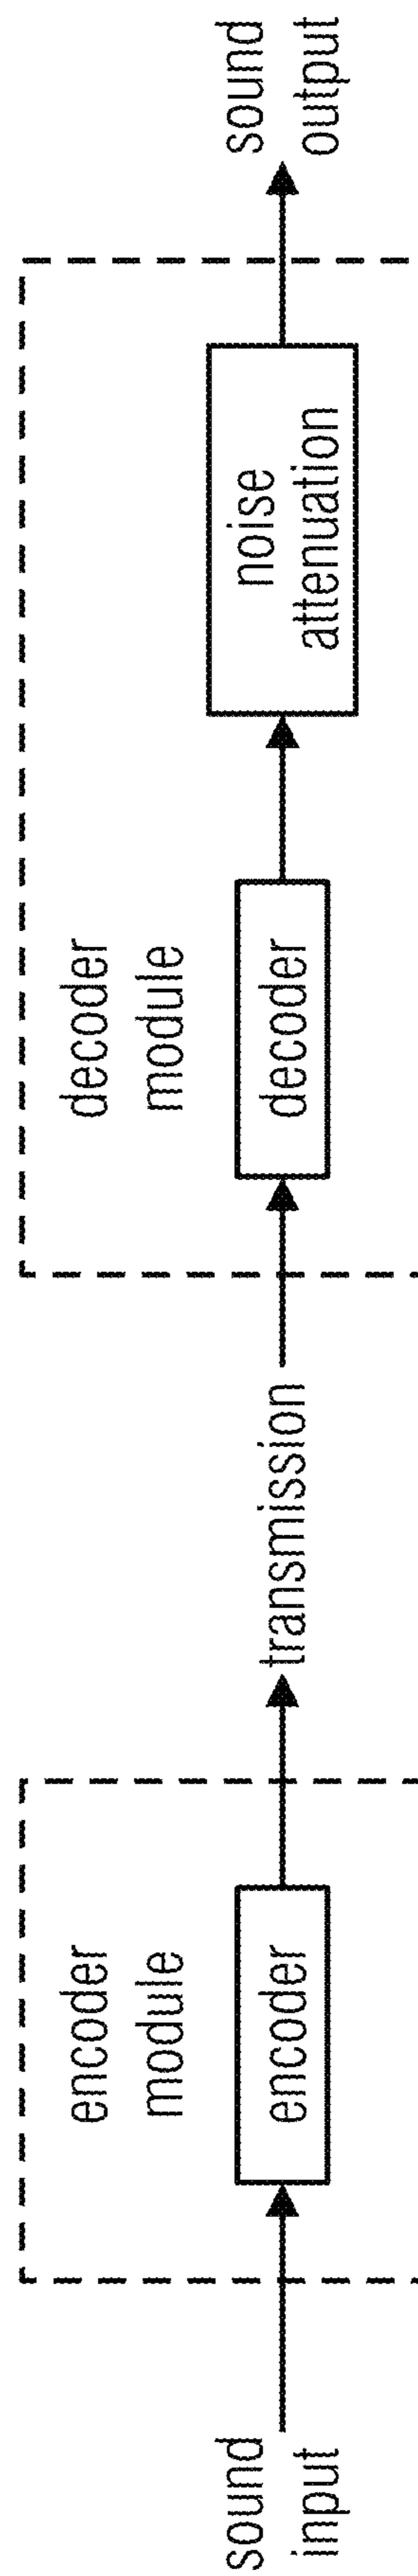 sound
input
encoder
module
encoder
transmission
decoder
module
decoder
noise
attenuation
sound
output